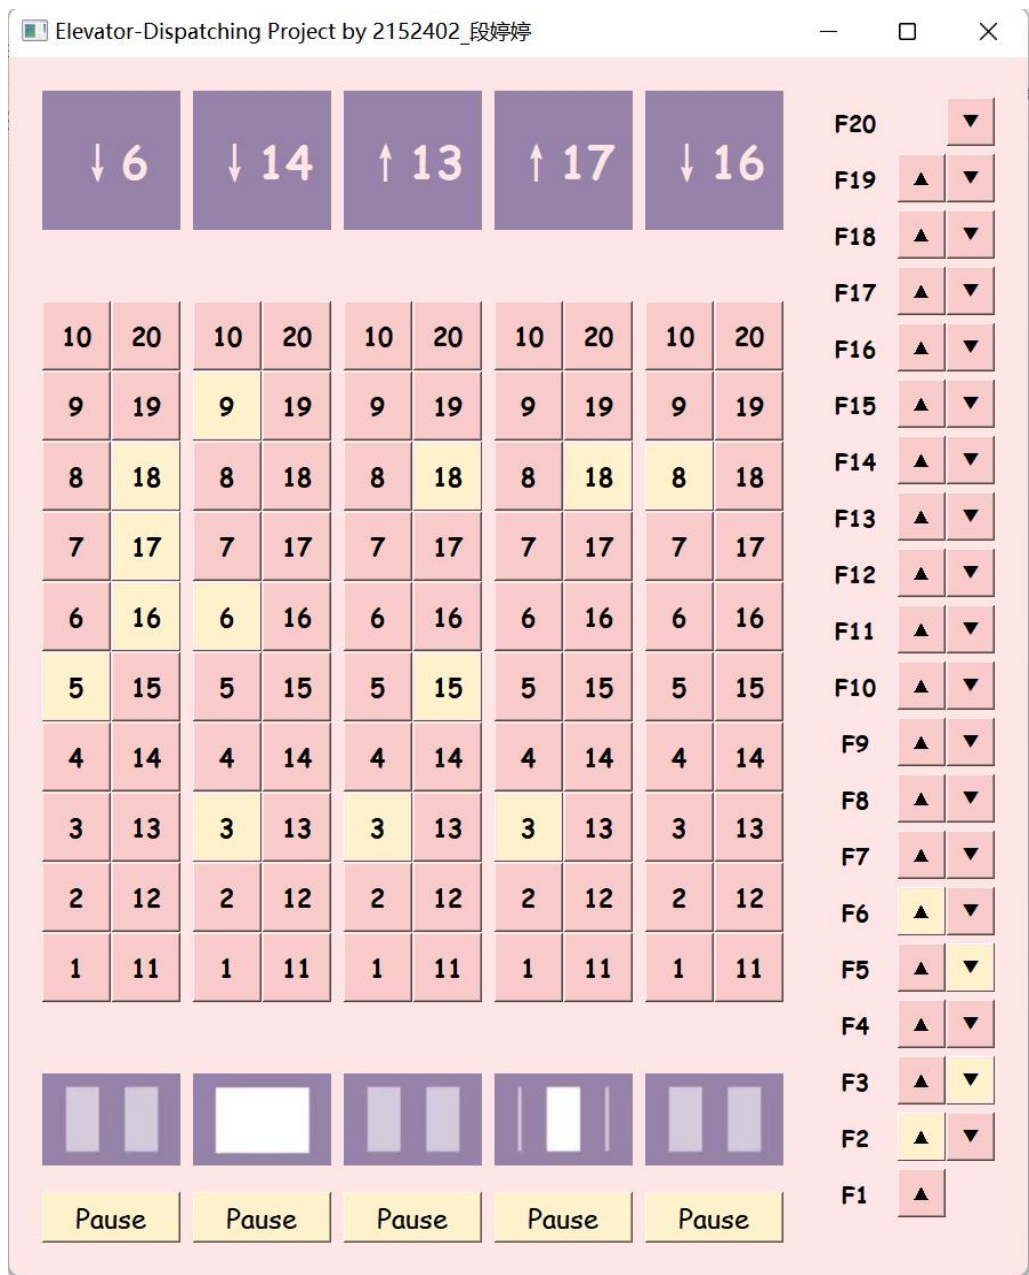 Elevator-Dispatching Project by 2152402_段婷婷
↓ 6 ↓ 14 ↑ 13 ↑ 17 ↓ 16
10 20 10 20 10 20 10 20 10 20
9 19 9 19 9 19 9 19 9 19
8 18 8 18 8 18 8 18 8 18
7 17 7 17 7 17 7 17 7 17
6 16 6 16 6 16 6 16 6 16
5 15 5 15 5 15 5 15 5 15
4 14 4 14 4 14 4 14 4 14
3 13 3 13 3 13 3 13 3 13
2 12 2 12 2 12 2 12 2 12
1 11 1 11 1 11 1 11 1 11
Pause Pause Pause Pause Pause
F20 ▼
F19 ▲ ▼
F18 ▲ ▼
F17 ▲ ▼
F16 ▲ ▼
F15 ▲ ▼
F14 ▲ ▼
F13 ▲ ▼
F12 ▲ ▼
F11 ▲ ▼
F10 ▲ ▼
F9 ▲ ▼
F8 ▲ ▼
F7 ▲ ▼
F6 ▲ ▼
F5 ▲ ▼
F4 ▲ ▼
F3 ▲ ▼
F2 ▲ ▼
F1 ▲